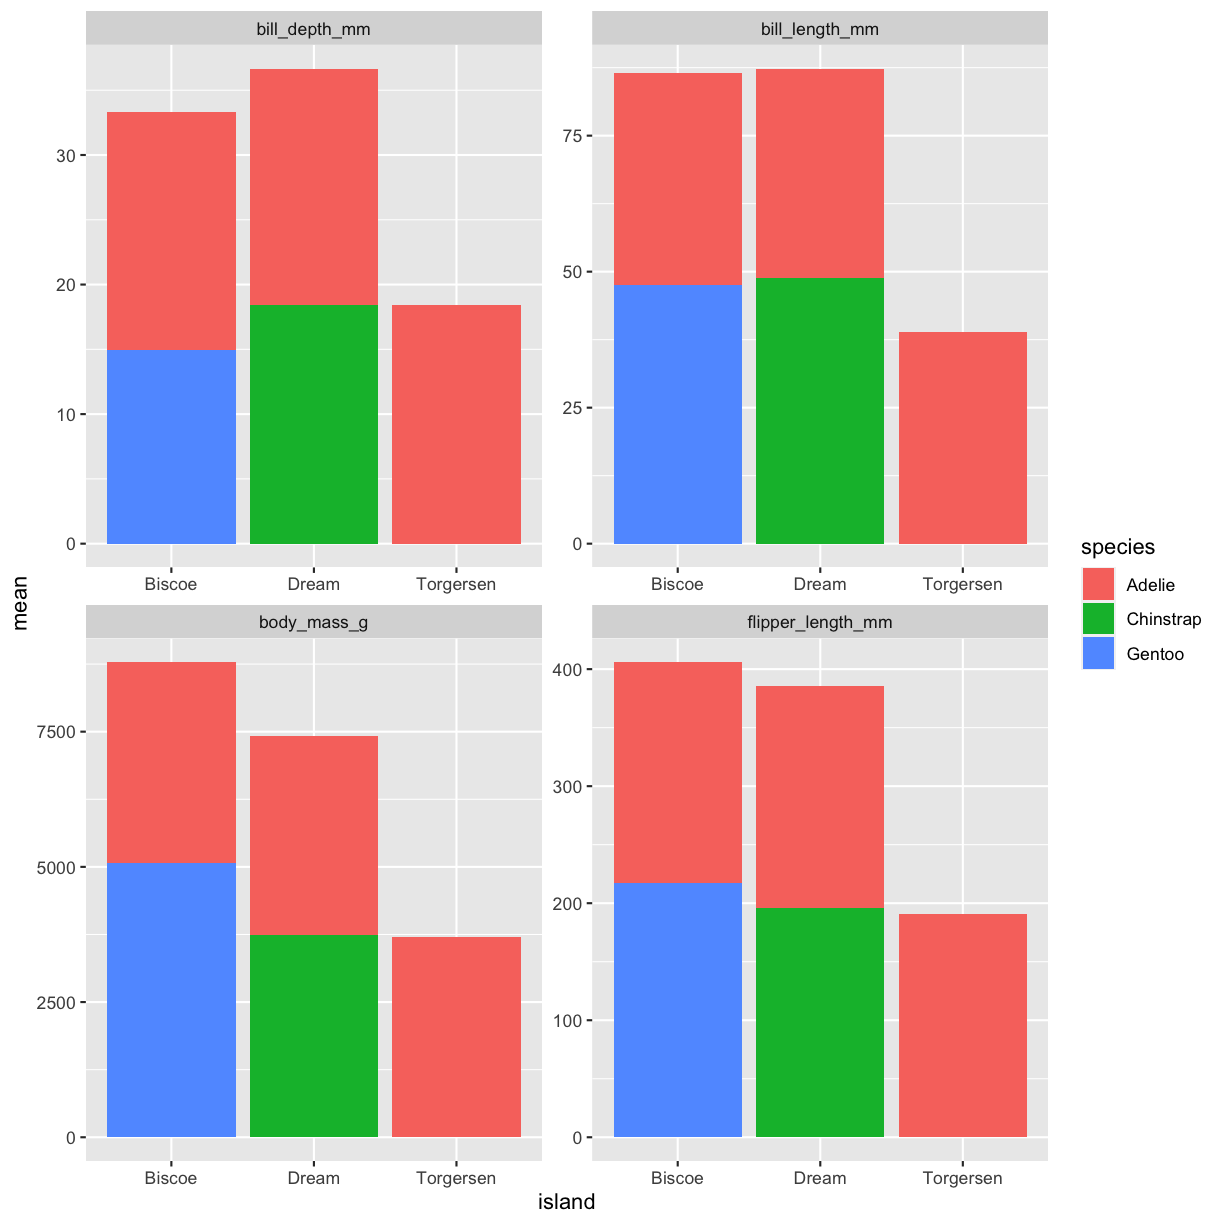 bill_depth_mm
bill_length_mm
30
20
10
0
75
50
25
0
Biscoe Dream Torgersen
Biscoe Dream Torgersen
mean
body_mass_g
flipper_length_mm
7500
5000
2500
0
400
300
200
100
0
Biscoe Dream Torgersen
Biscoe Dream Torgersen
island
species
Adelie
Chinstrap
Gentoo